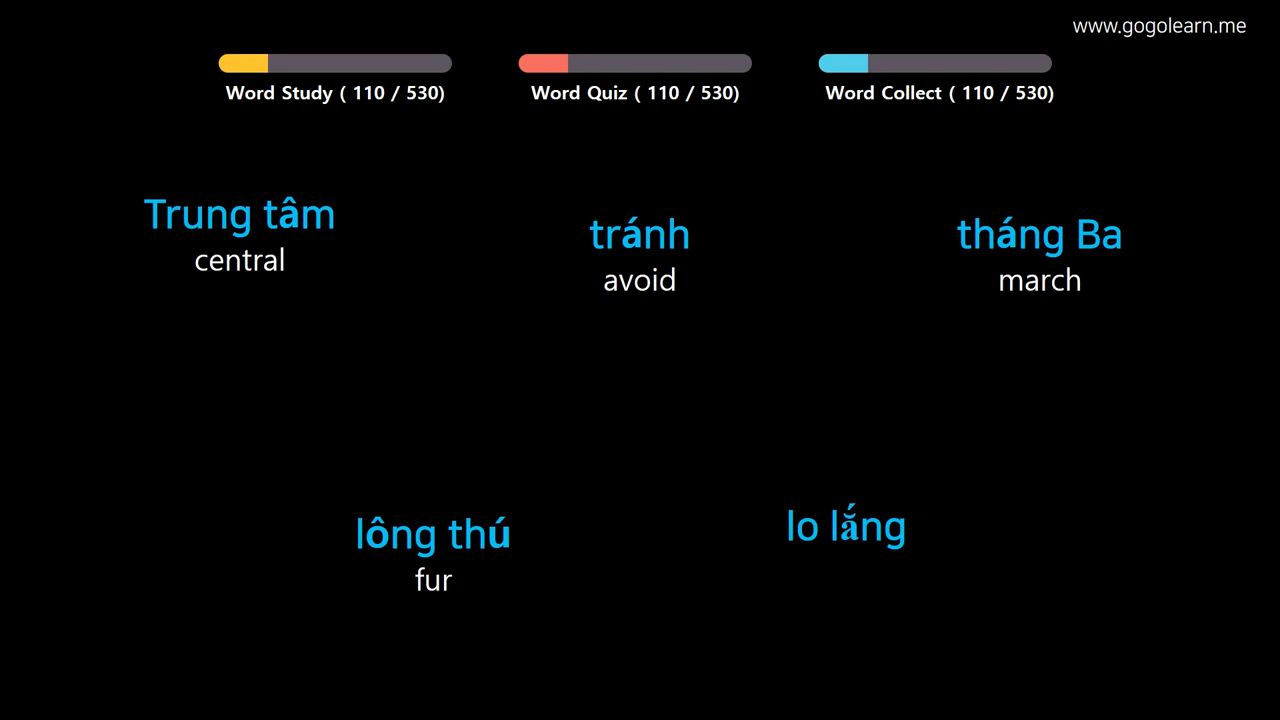 www.gogolearn.me
Word Study ( 110 / 530)
Word Quiz ( 110 / 530)
Word Collect ( 110 / 530)
Trung tâm
central
tránh
avoid
tháng Ba
march
lông thú
fur
lo lắng